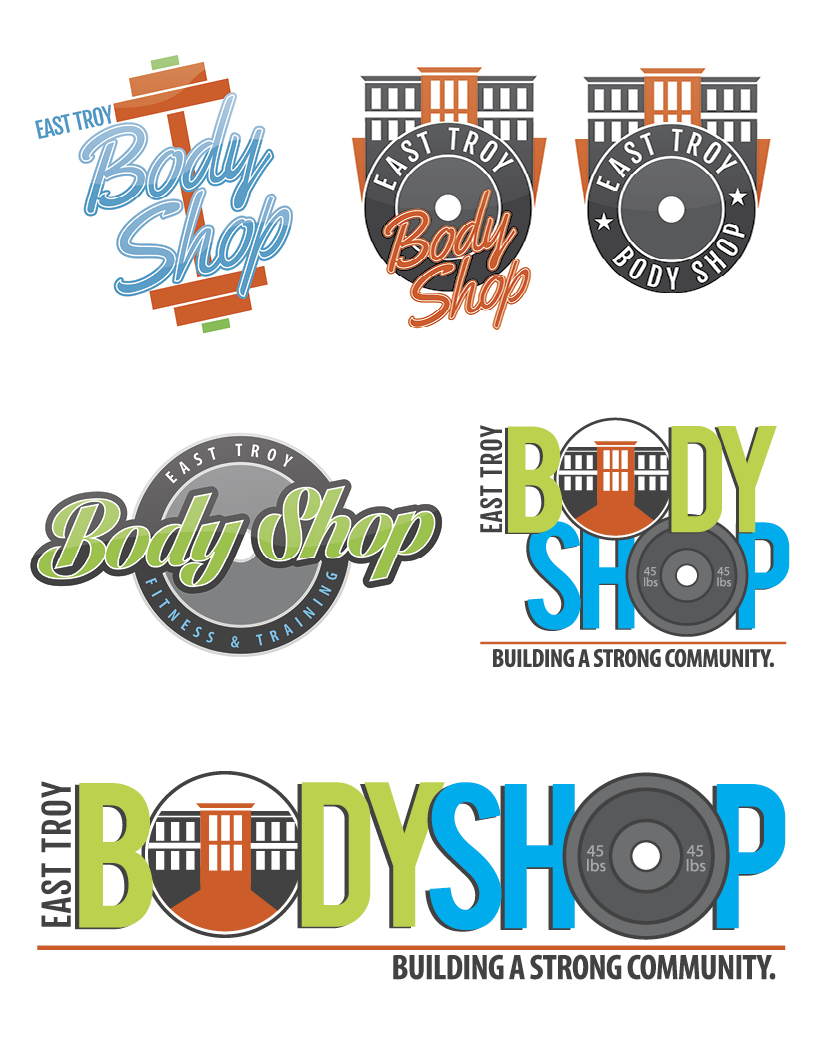 EAST TROY
Body
Shop
EAST TROY
Body
Shop
EAST TROY
BODY SHOP
EAST TROY
Body Shop
FITNESS & TRAINING
EAST TROY
BODY
SHOP
45 lbs
45 lbs
BUILDING A STRONG COMMUNITY.
EAST TROY
BODYSHOP
45 lbs
45 lbs
BUILDING A STRONG COMMUNITY.